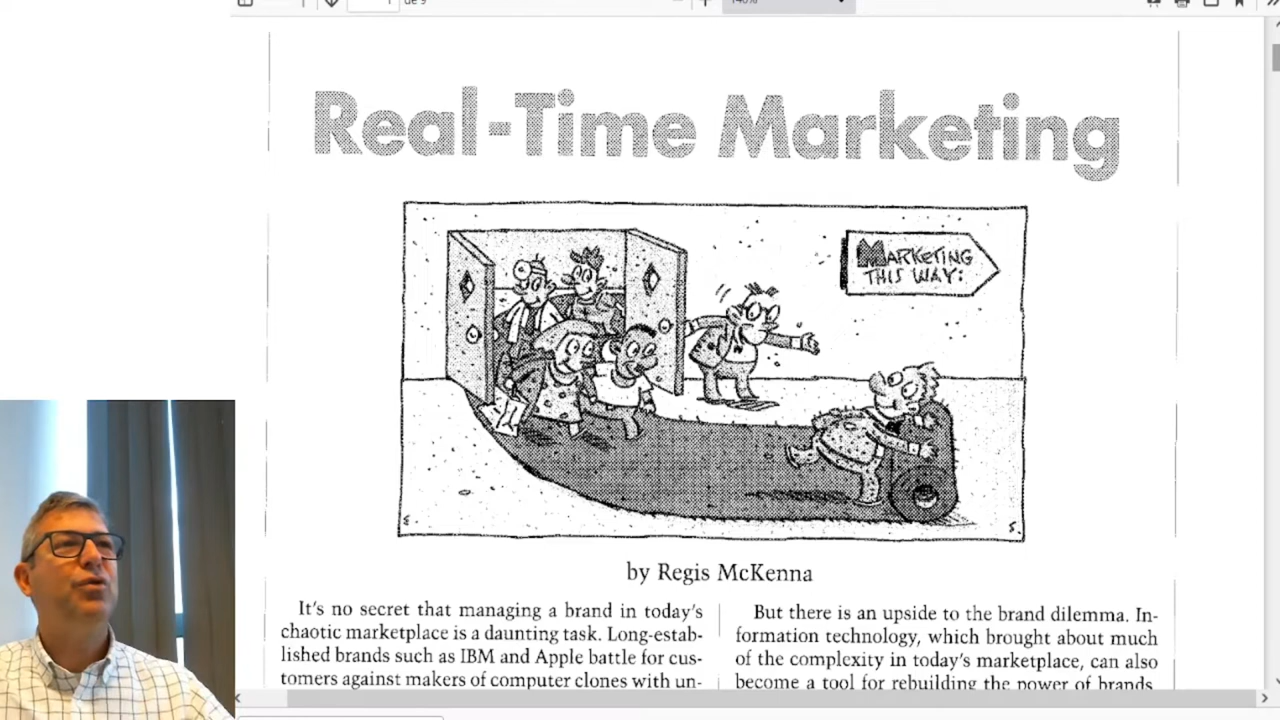 de 9
Real-Time Marketing
MARKETING
THIS WAY:
by Regis McKenna
It's no secret that managing a brand in today's
chaotic marketplace is a daunting task. Long-estab-
lished brands such as IBM and Apple battle for cus-
tomers against makers of computer clones with un-
But there is an upside to the brand dilemma. In-
formation technology, which brought about much
of the complexity in today's marketplace, can also
become a tool for rebuilding the power of brands.